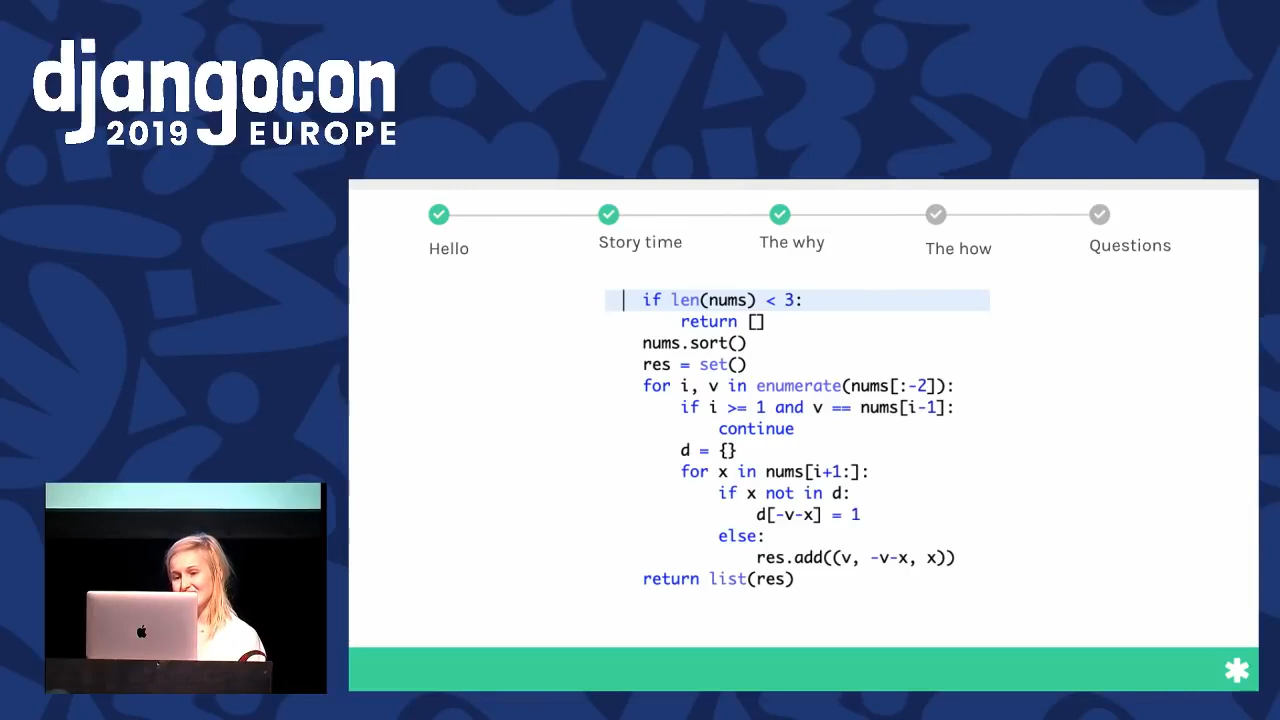 djangocon
2019 EUROPE
Hello
Story time
The why
The how
Questions
if len(nums) < 3:
return []
nums.sort()
res = set()
for i, v in enumerate(nums[:-2]):
if i >= 1 and v == nums[i-1]:
continue
d = {}
for x in nums[i+1:]:
if x not in d:
d[-v-x] = 1
else:
res.add((v, -v-x, x))
return list(res)